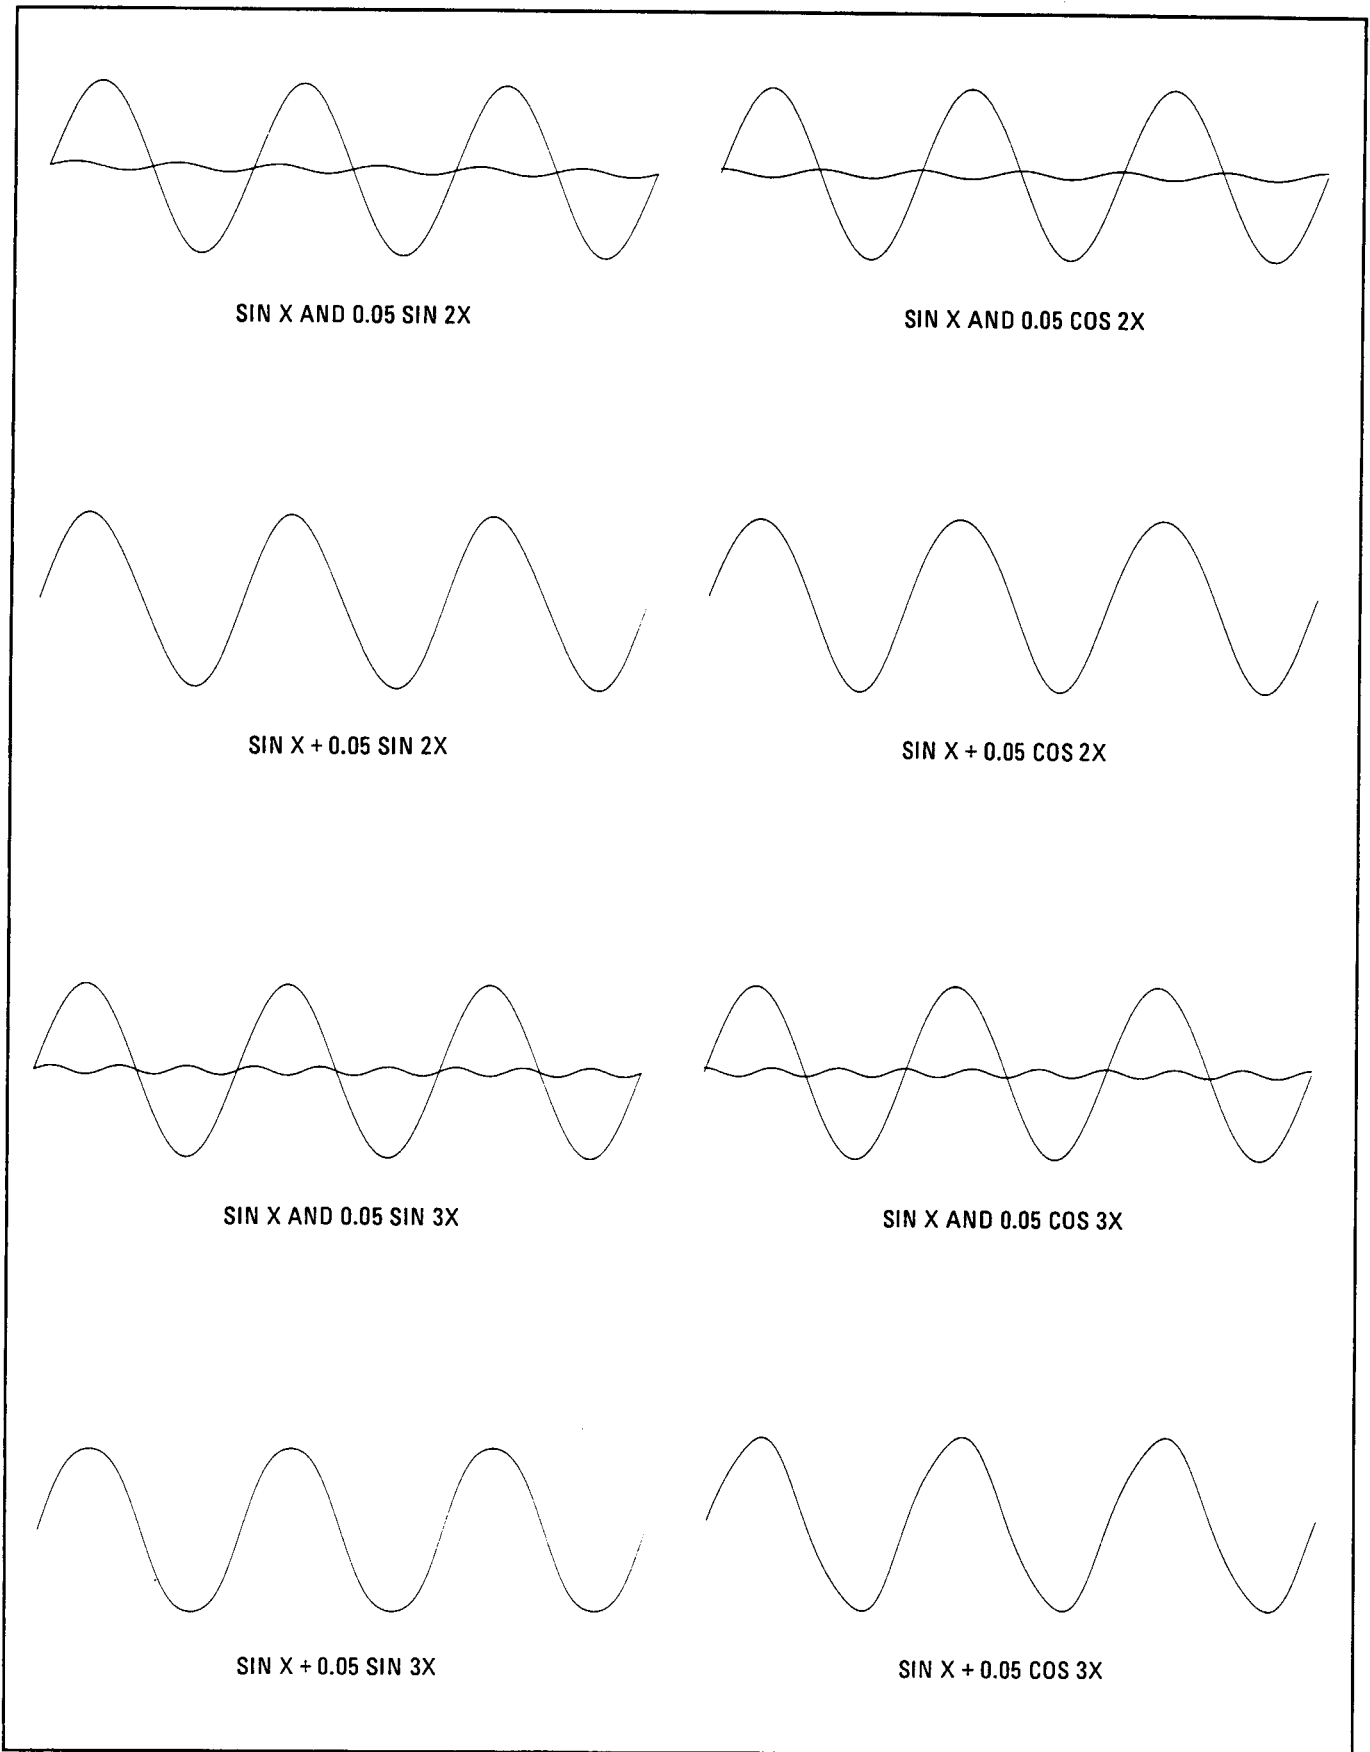 SIN X AND 0.05 SIN 2X
SIN X AND 0.05 COS 2X
SIN X + 0.05 SIN 2X
SIN X + 0.05 COS 2X
SIN X AND 0.05 SIN 3X
SIN X AND 0.05 COS 3X
SIN X + 0.05 SIN 3X
SIN X + 0.05 COS 3X